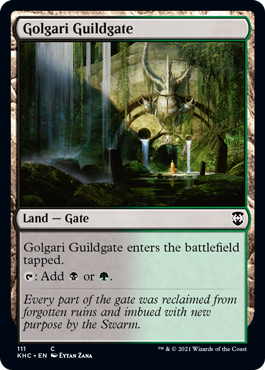 Golgari Guildgate
Land — Gate
Golgari Guildgate enters the battlefield
tapped.
: Add or .
Every part of the gate was reclaimed from
forgotten ruins and imbued with new
purpose by the Swarm.
111 C
KHC • EN Eytan Zana ™ & © 2021 Wizards of the Coast